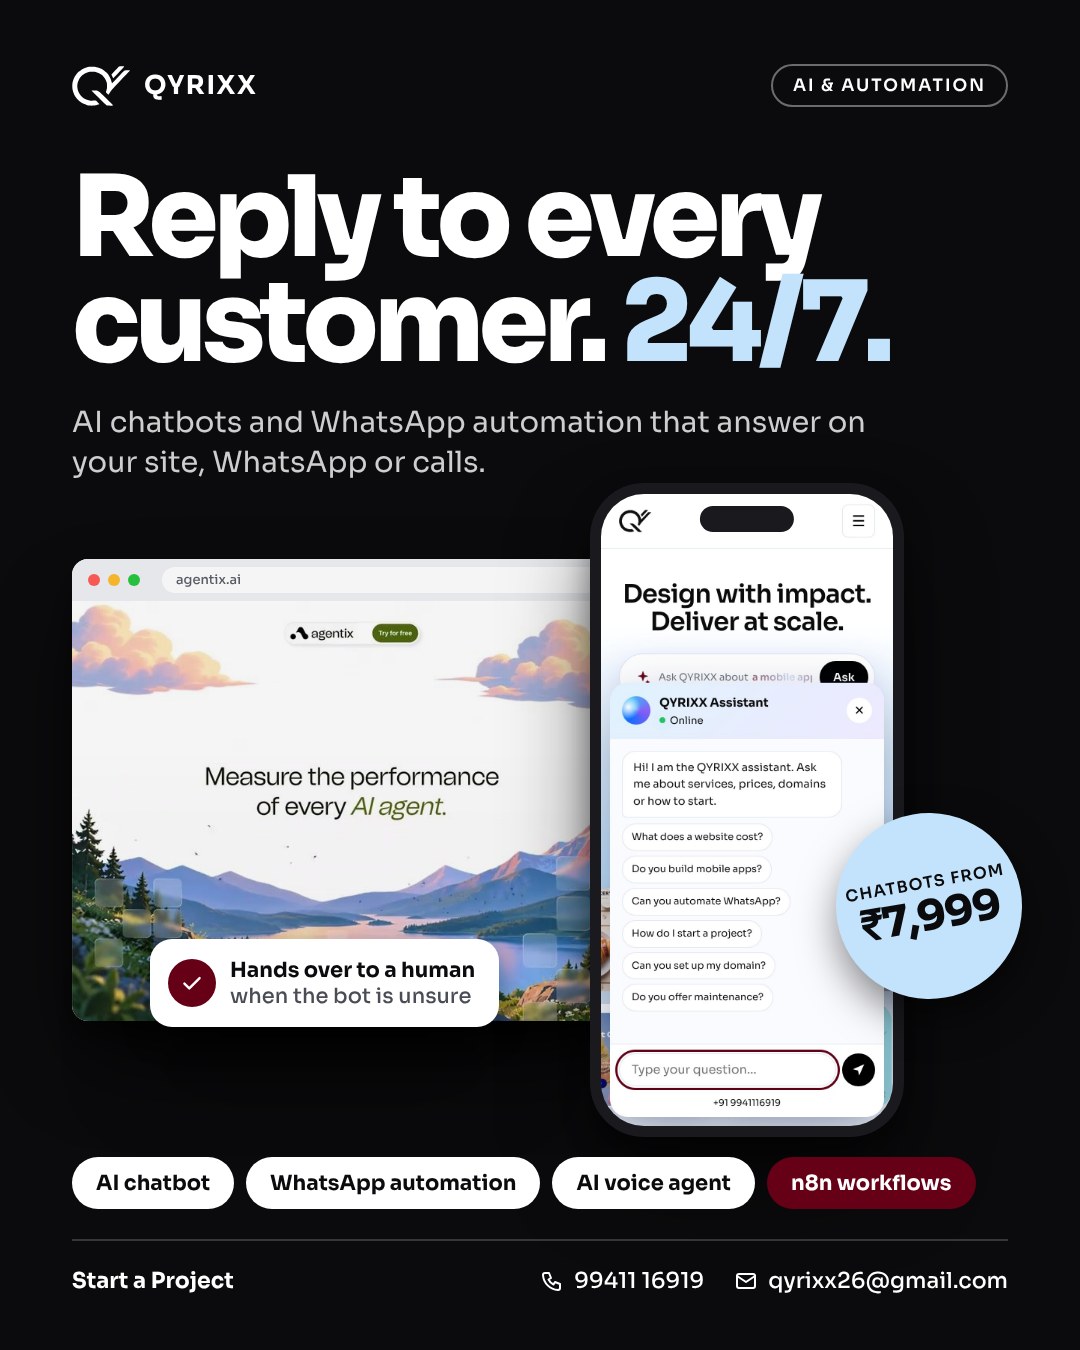 QYRIXX
AI & AUTOMATION
Reply to every
customer. 24/7.
AI chatbots and WhatsApp automation that answer on
your site, WhatsApp or calls.
agentix.ai
agentix
Try for free
Measure the performance
of every AI agent.
Hands over to a human
when the bot is unsure
Design with impact.
Deliver at scale.
Ask QYRIXX about a mobile app
Ask
QYRIXX Assistant
Online
Hi! I am the QYRIXX assistant. Ask
me about services, prices, domains
or how to start.
What does a website cost?
Do you build mobile apps?
Can you automate WhatsApp?
How do I start a project?
Can you set up my domain?
Do you offer maintenance?
Type your question...
+91 9941116919
CHATBOTS FROM
₹7,999
AI chatbot
WhatsApp automation
AI voice agent
n8n workflows
Start a Project
99411 16919
qyrixx26@gmail.com